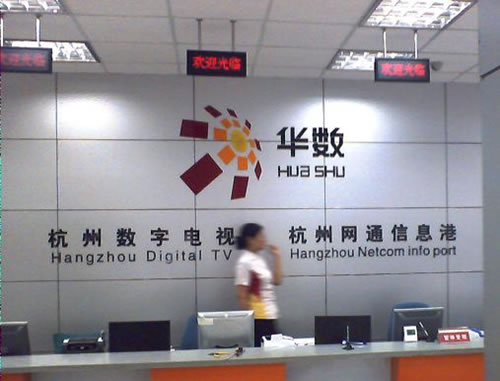 欢迎光临
欢迎光临
欢迎光临
华数
HUA SHU
杭州数字电视
Hangzhou Digital TV
杭州网通信息港
Hangzhou Netcom info port